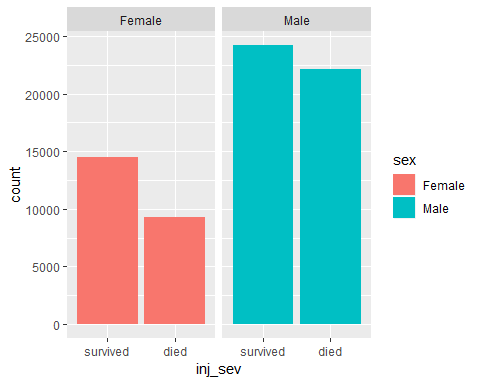 Female Male
25000
20000
15000
10000
5000
0
count
survived died survived died
inj_sev
sex
Female
Male